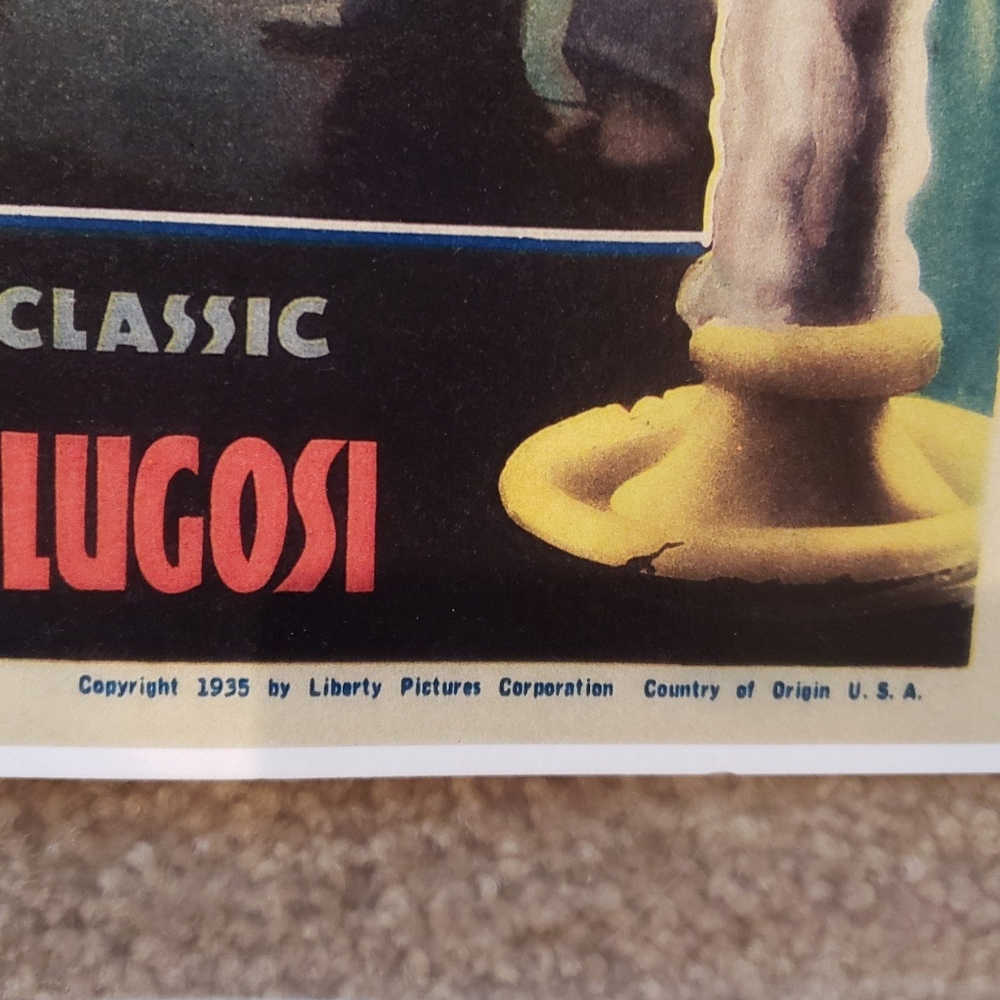 CLASSIC
LUGOSI
Copyright 1935 by Liberty Pictures Corporation Country of Origin U. S. A.